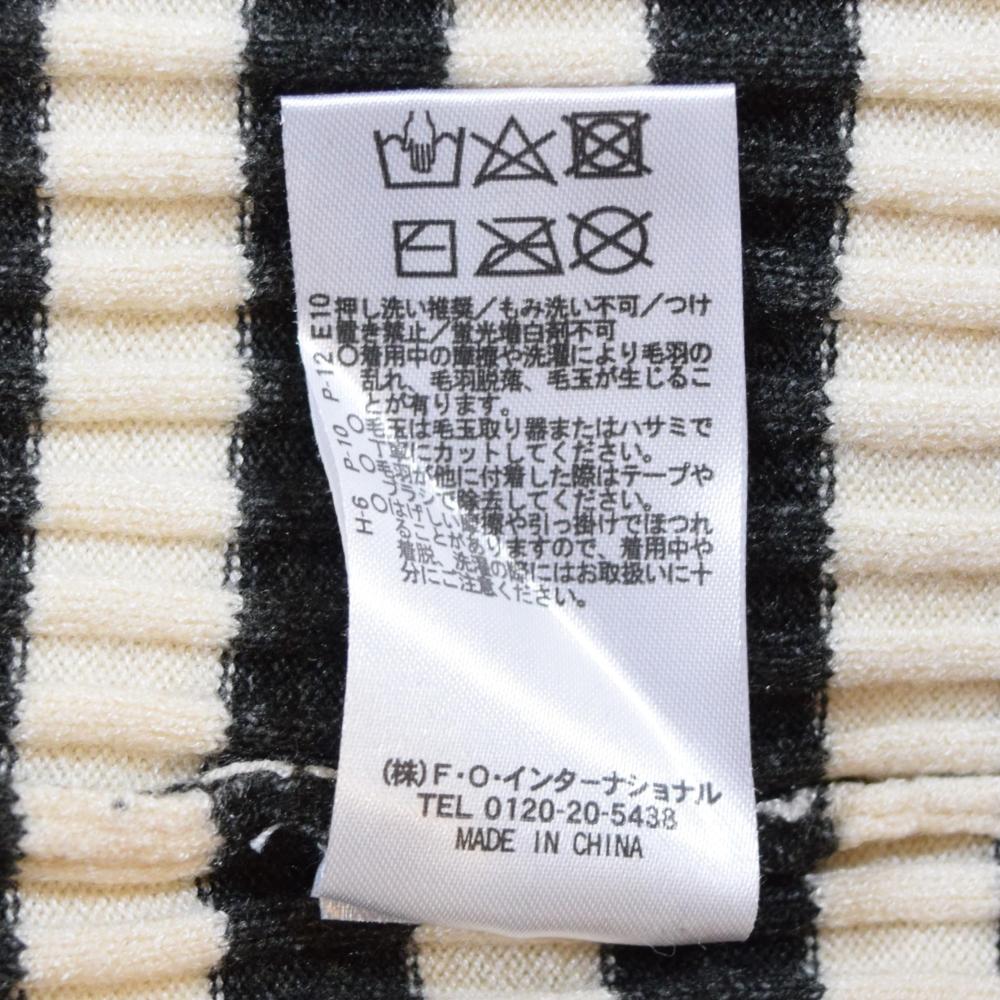 押し洗い推奨／もみ洗い不可／つけ
置き禁止／蛍光増白剤不可
○着用中の摩擦や洗濯により毛羽の
乱れ、毛羽脱落、毛玉が生じるこ
とが有ります。
○毛玉は毛玉取り器またはハサミで
丁寧にカットしてください。
○毛羽が他に付着した際はテープや
ブラシで除去してください。
○はげしい摩擦や引っ掛けでほつれ
ることがありますので、着用中や
着脱、洗濯の際にはお取扱いに十
分にご注意ください。
H6 P-10 P-12 E10
(株)F・O・インターナショナル
TEL 0120-20-5438
MADE IN CHINA